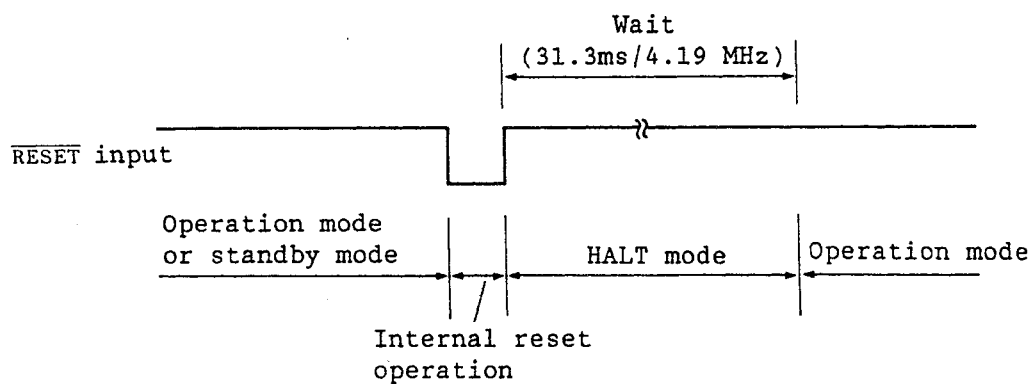 Wait
(31.3ms/4.19 MHz)
RESET input
Operation mode
or standby mode
HALT mode
Operation mode
Internal reset
operation